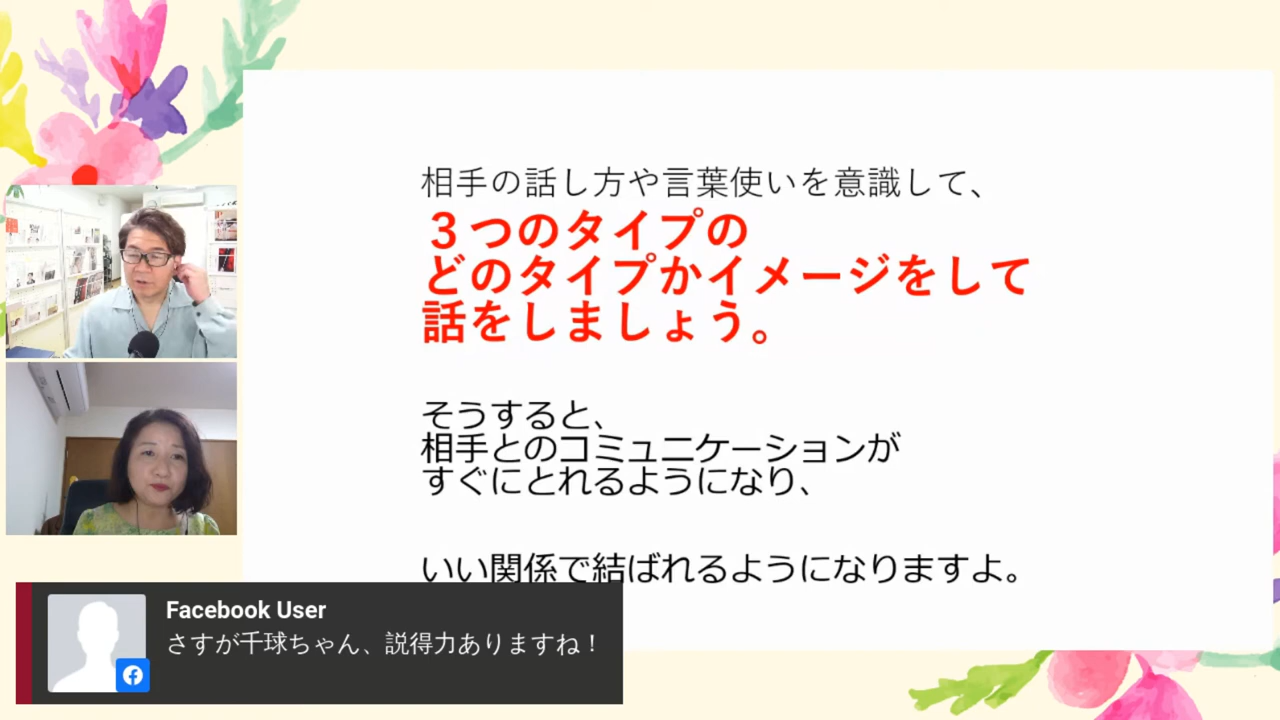 相手の話し方や言葉使いを意識して、
３つのタイプの
どのタイプかイメージをして
話をしましょう。
そうすると、
相手とのコミュニケーションが
すぐにとれるようになり、
いい関係で結ばれるようになりますよ。
Facebook User
さすが千球ちゃん、説得力ありますね！